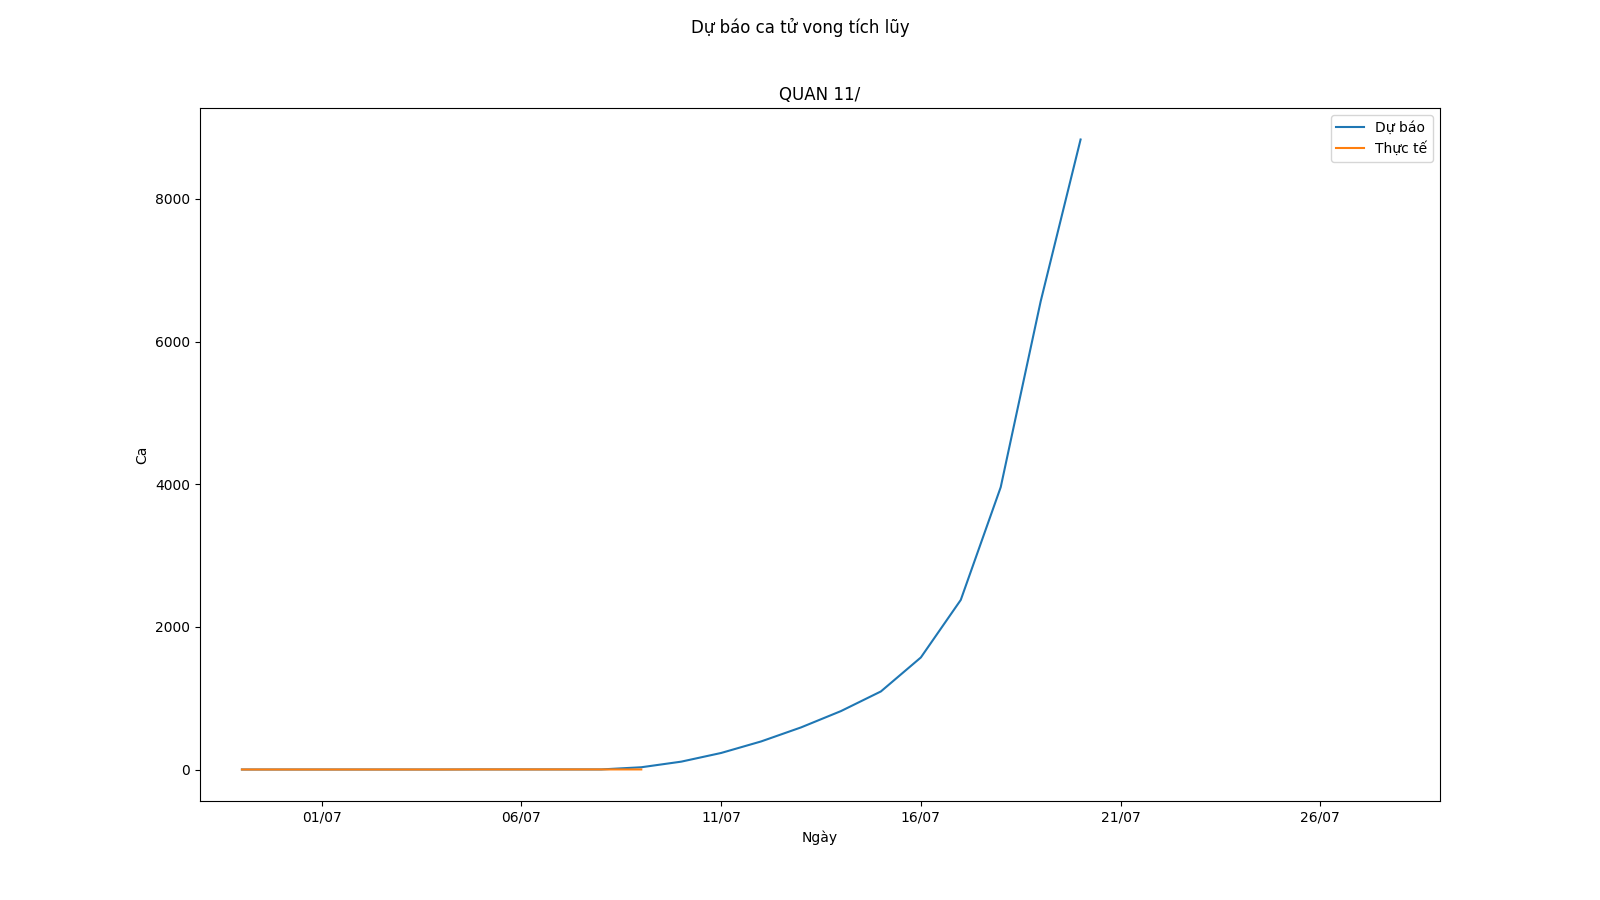 Dự báo ca tử vong tích lũy
QUAN 11/
Dự báo
Thực tế
8000
6000
4000
2000
0
Ca
01/07
06/07
11/07
16/07
21/07
26/07
Ngày